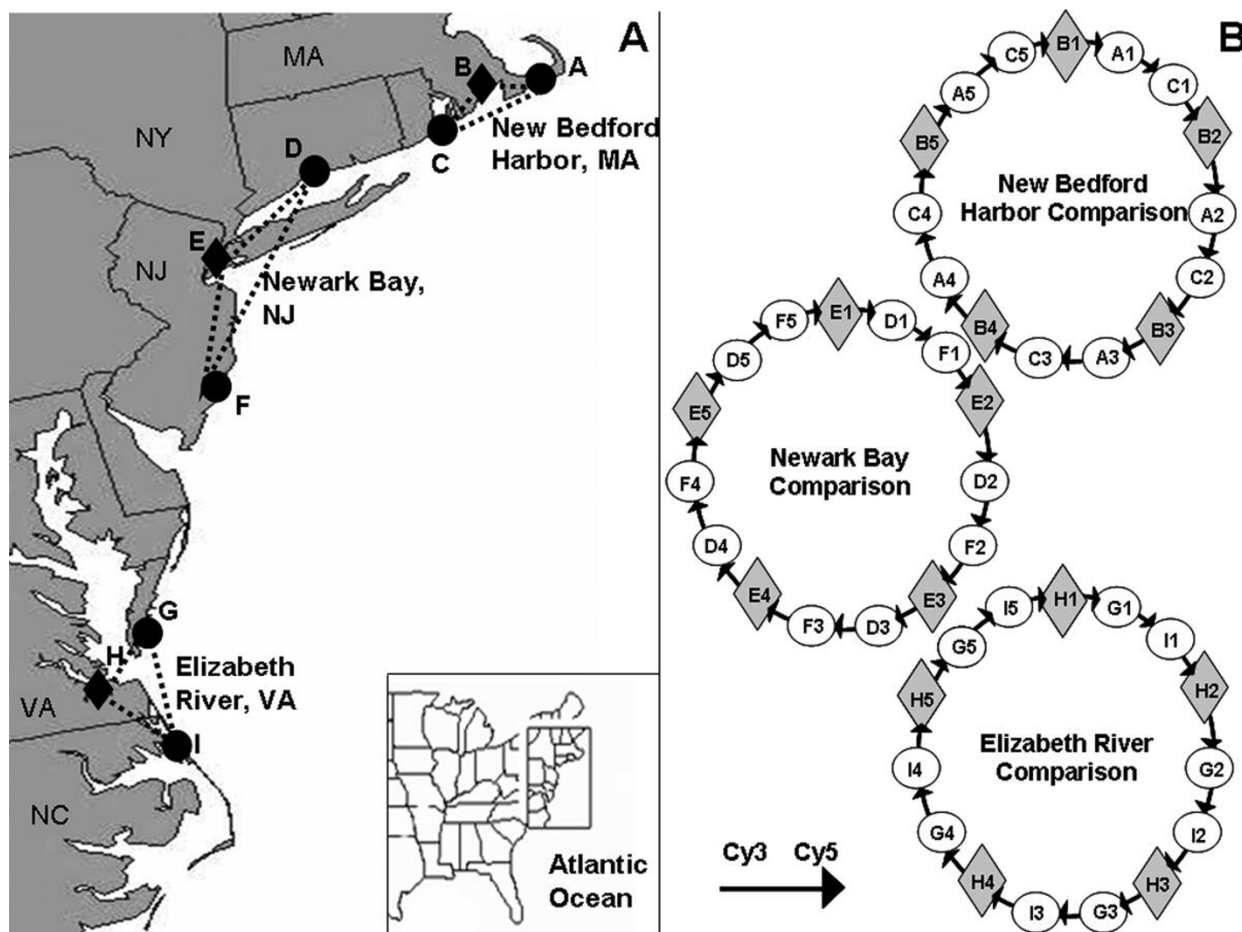 A
MA
B
A
NY
New Bedford
Harbor, MA
C
D
E
NJ
Newark Bay,
NJ
F
G
H
Elizabeth
River, VA
VA
I
NC
Atlantic
Ocean
B
B1
A1
C1
B2
A2
C2
B3
A3
C3
B4
A4
C4
B5
A5
C5
New Bedford
Harbor Comparison
E1
D1
F1
E2
D2
F2
E3
D3
F3
E4
D4
F4
E5
D5
F5
Newark Bay
Comparison
H1
G1
I1
H2
G2
I2
H3
G3
I3
H4
G4
I4
H5
G5
I5
Elizabeth River
Comparison
Cy3 Cy5